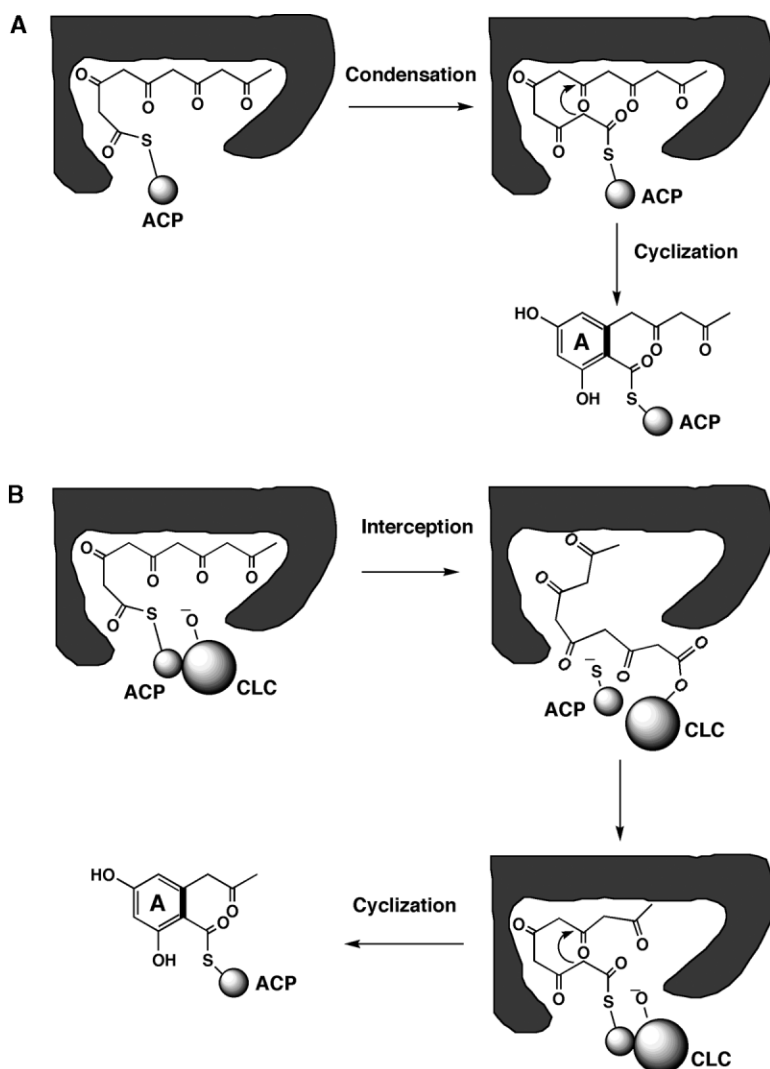 A
O
O O O
O S
ACP
Condensation
O
O O O
O
O
S
ACP
Cyclization
HO
A
O O
O
OH
S
ACP
B
O
O O O
O S
−O
ACP CLC
Interception
O
O
O O O
−S O
ACP CLC
O O
O
O O
S −O
CLC
Cyclization
HO
A
O
O
OH
S
ACP